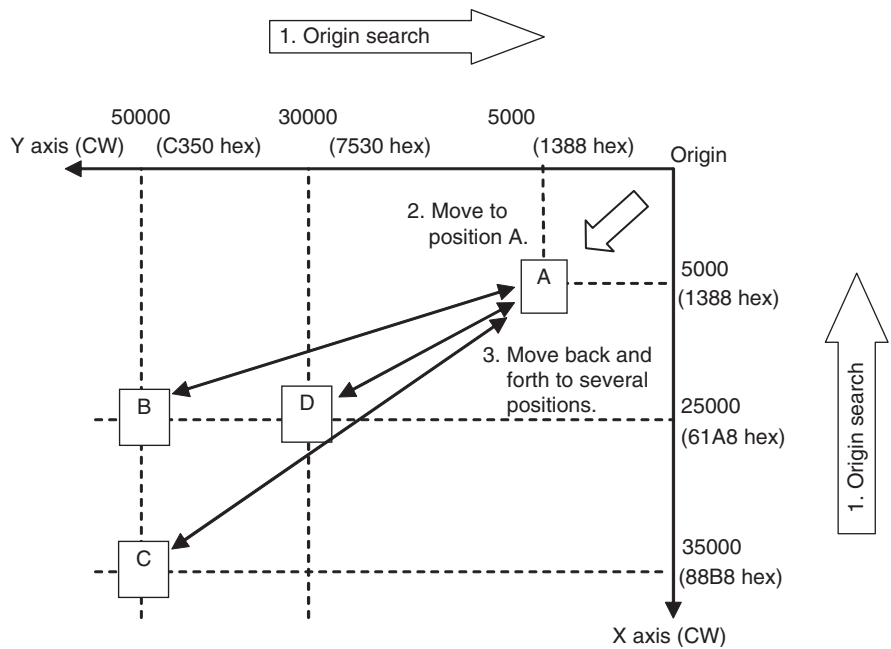 1. Origin search
50000
30000
5000
Y axis (CW)
(C350 hex)
(7530 hex)
(1388 hex)
Origin
2. Move to
position A.
A
5000
(1388 hex)
3. Move back and
forth to several
positions.
B
D
25000
(61A8 hex)
1. Origin search
C
35000
(88B8 hex)
X axis (CW)